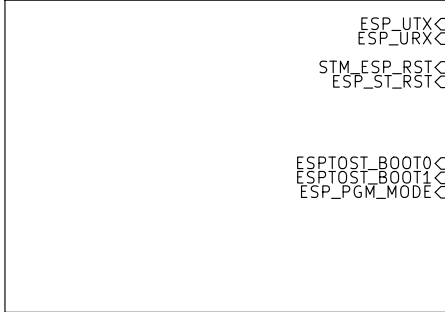 ESP_UTX
ESP_URX
STM_ESP_RST
ESP_ST_RST
ESPTOST_BOOT0
ESPTOST_BOOT1
ESP_PGM_MODE